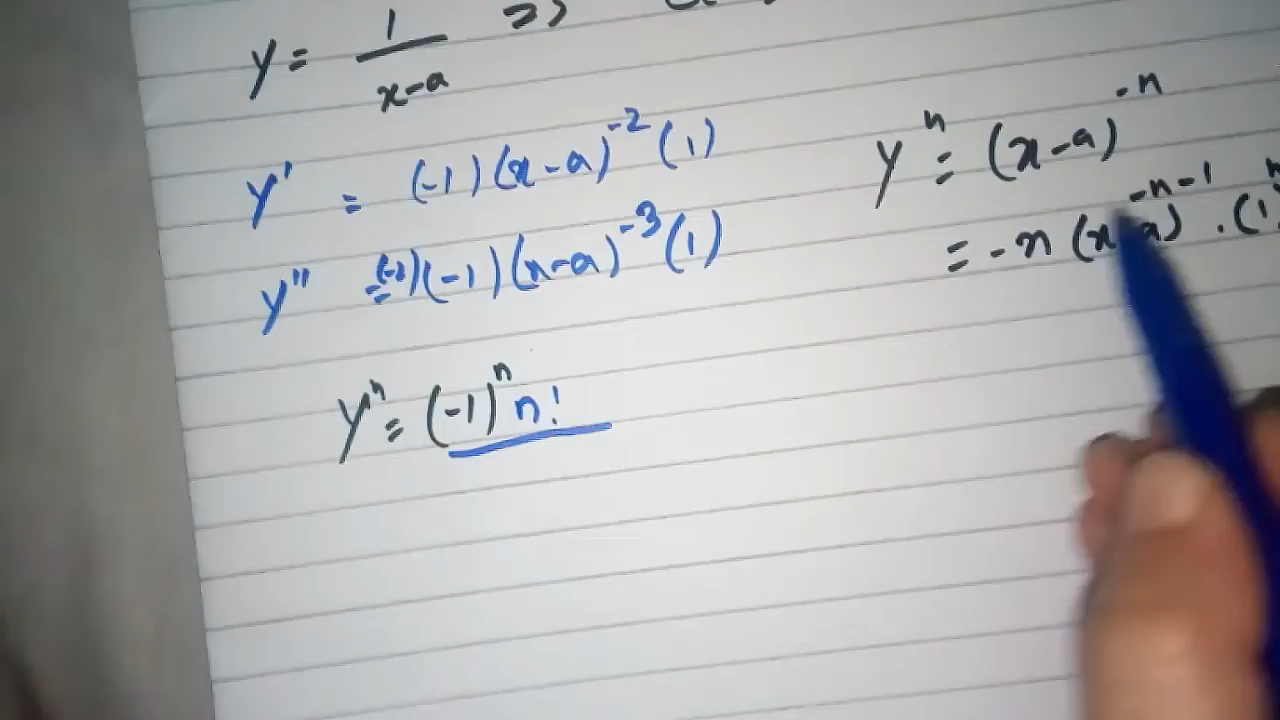 y = 1/(x-a) =>
y' = (-1)(x-a)^-2 (1)
y'' = (-2)(-1)(x-a)^-3 (1)
y^n = (-1)^n n!
y^n = (x-a)^-n
= -n (x-a)^-n-1 . (1)^n